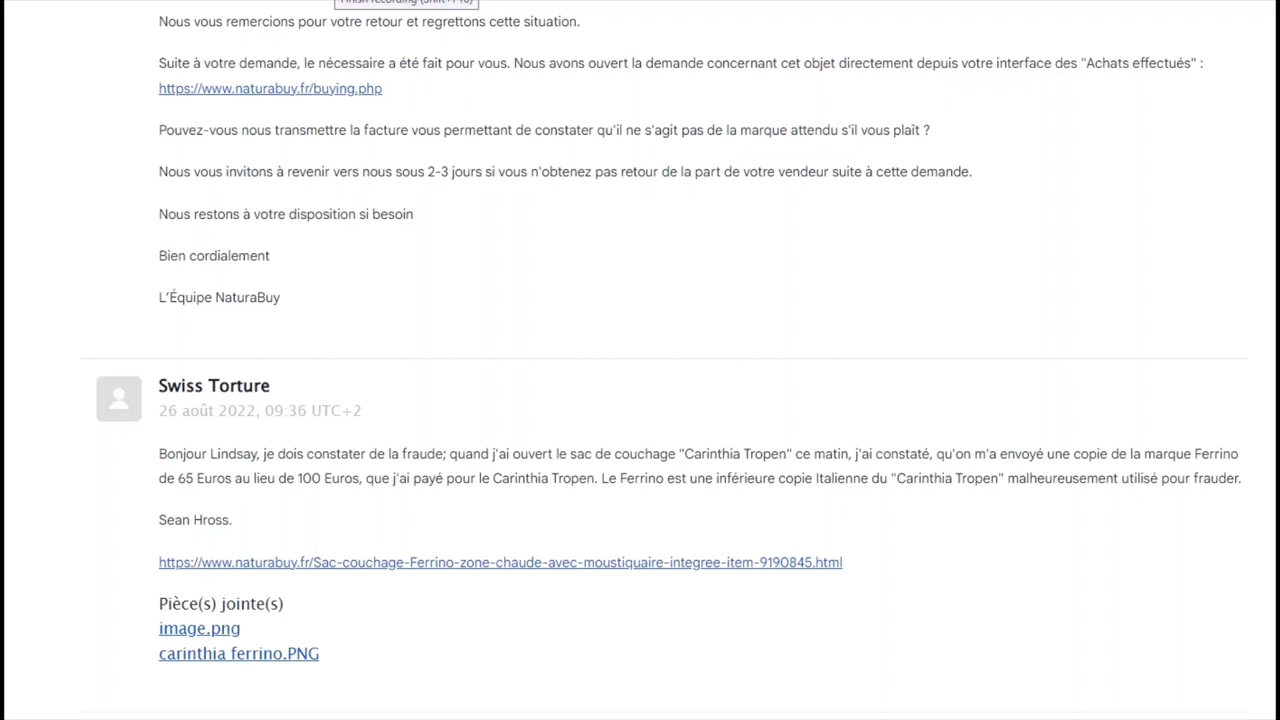 Finish recording (Shift+F10)
Nous vous remercions pour votre retour et regrettons cette situation.
Suite à votre demande, le nécessaire a été fait pour vous. Nous avons ouvert la demande concernant cet objet directement depuis votre interface des "Achats effectués" :
https://www.naturabuy.fr/buying.php
Pouvez-vous nous transmettre la facture vous permettant de constater qu'il ne s'agit pas de la marque attendu s'il vous plaît ?
Nous vous invitons à revenir vers nous sous 2-3 jours si vous n'obtenez pas retour de la part de votre vendeur suite à cette demande.
Nous restons à votre disposition si besoin
Bien cordialement
L'Équipe NaturaBuy
Swiss Torture
26 août 2022, 09:36 UTC+2
Bonjour Lindsay, je dois constater de la fraude; quand j'ai ouvert le sac de couchage "Carinthia Tropen" ce matin, j'ai constaté, qu'on m'a envoyé une copie de la marque Ferrino
de 65 Euros au lieu de 100 Euros, que j'ai payé pour le Carinthia Tropen. Le Ferrino est une inférieure copie Italienne du "Carinthia Tropen" malheureusement utilisé pour frauder.
Sean Hross.
https://www.naturabuy.fr/Sac-couchage-Ferrino-zone-chaude-avec-moustiquaire-integree-item-9190845.html
Pièce(s) jointe(s)
image.png
carinthia ferrino.PNG